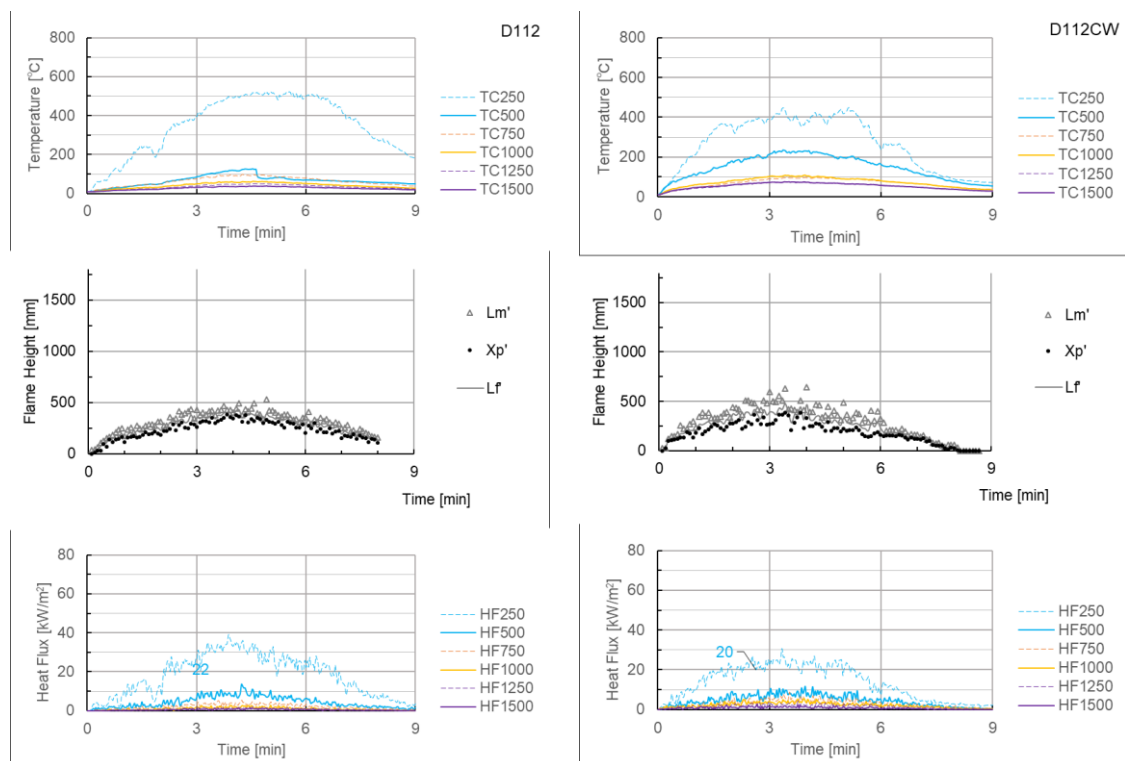 D112
Temperature [℃]
800
600
400
200
0
0 3 6 9
Time [min]
TC250
TC500
TC750
TC1000
TC1250
TC1500
D112CW
Temperature [℃]
800
600
400
200
0
0 3 6 9
Time [min]
TC250
TC500
TC750
TC1000
TC1250
TC1500
Flame Height [mm]
1500
1000
500
0
0 3 6 9
Time [min]
Lm'
Xp'
Lf'
Flame Height [mm]
1500
1000
500
0
0 3 6 9
Time [min]
Lm'
Xp'
Lf'
Heat Flux [kW/m²]
80
60
40
20
0
22
0 3 6 9
Time [min]
HF250
HF500
HF750
HF1000
HF1250
HF1500
Heat Flux [kW/m²]
80
60
40
20
0
20
0 3 6 9
Time [min]
HF250
HF500
HF750
HF1000
HF1250
HF1500